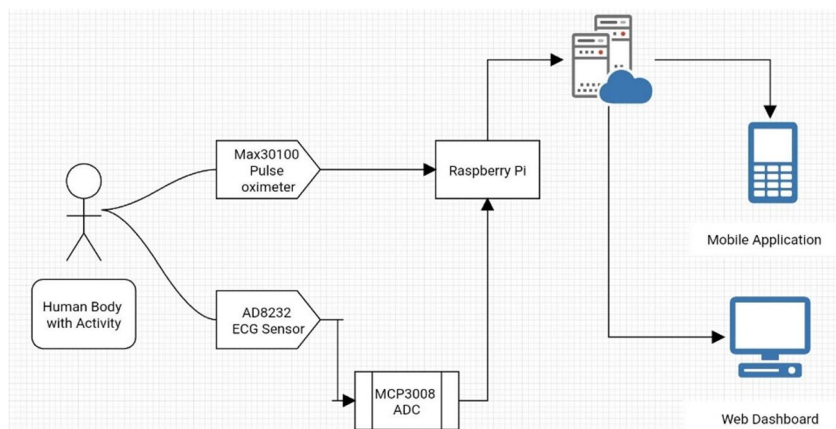 Max30100
Pulse
oximeter
Raspberry Pi
Mobile Application
Human Body
with Activity
AD8232
ECG Sensor
MCP3008
ADC
Web Dashboard